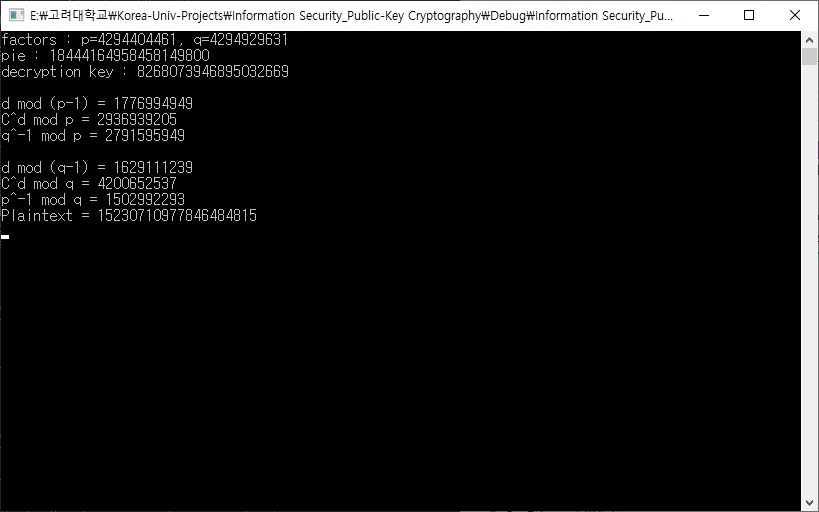 E:₩고려대학교₩Korea-Univ-Projects₩Information Security_Public-Key Cryptography₩Debug₩Information Security_Pu...
factors : p=4294404461, q=4294929631
pie : 18444164958458149800
decryption key : 8268073946895032669
d mod (p-1) = 1776994949
C^d mod p = 2936939205
q^-1 mod p = 2791595949
d mod (q-1) = 1629111239
C^d mod q = 4200652537
p^-1 mod q = 1502992293
Plaintext = 15230710977846484815